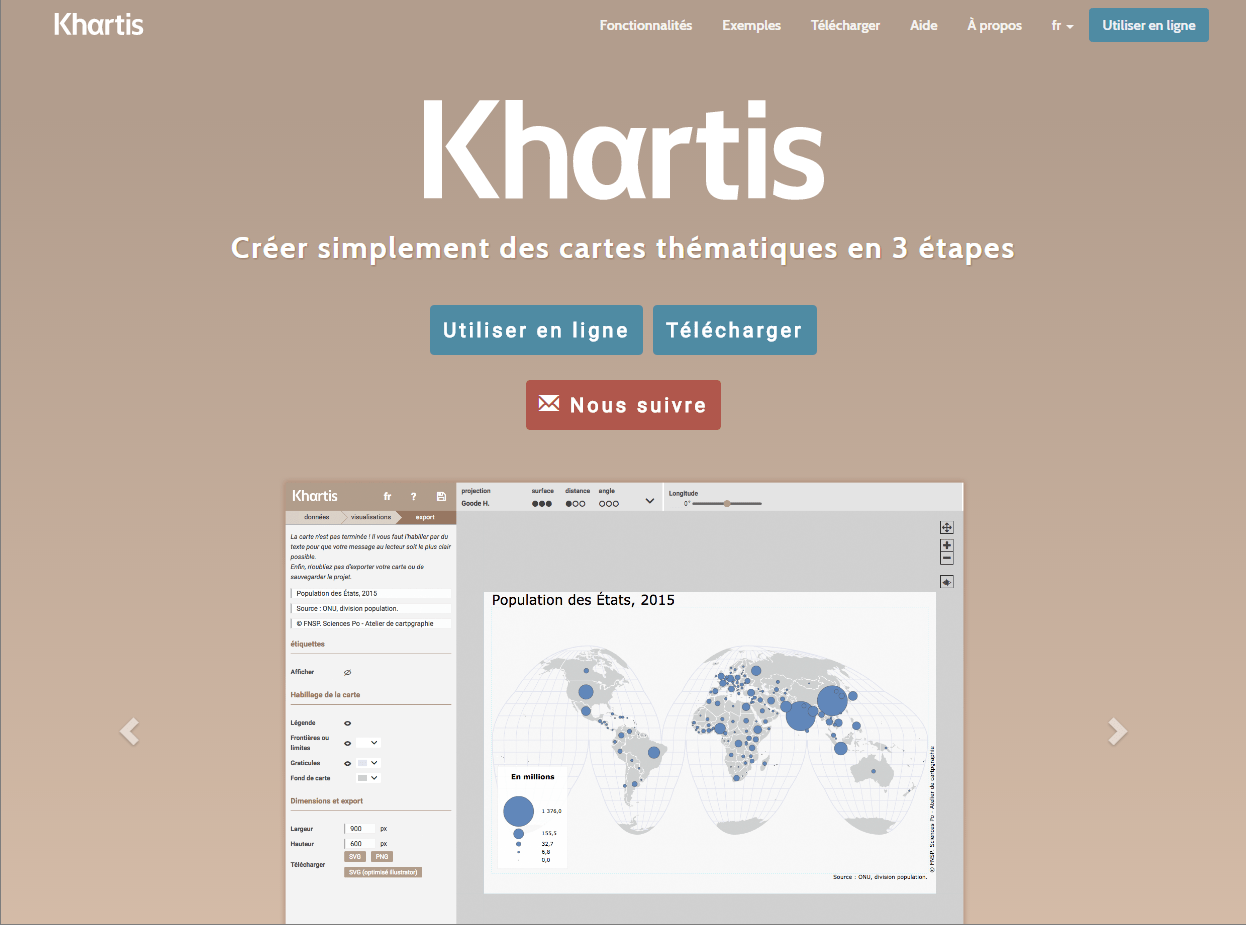 Khartis
Fonctionnalités
Exemples
Télécharger
Aide
À propos
fr
Utiliser en ligne
Khartis
Créer simplement des cartes thématiques en 3 étapes
Utiliser en ligne
Télécharger
Nous suivre
Khartis
fr
?
projection
surface
distance
angle
Goode H.
Longitude
0°
données
visualisations
export
La carte n'est pas terminée ! Il vous faut l'habiller par du
texte pour que votre message au lecteur soit le plus clair
possible.
Enfin, n'oubliez pas d'exporter votre carte ou de
sauvegarder le projet.
Population des États, 2015
Source : ONU, division population.
© FNSP. Sciences Po - Atelier de cartpgraphie
étiquettes
Afficher
Habillage de la carte
Légende
Frontières ou
limites
Graticules
Fond de carte
Dimensions et export
Largeur
900
px
Hauteur
600
px
Télécharger
SVG
PNG
SVG (optimisé illustrator)
Population des États, 2015
En millions
1 376,0
155,5
32,7
6,8
0,0
© FNSP. Sciences Po - Atelier de cartpgraphie
Source : ONU, division population.